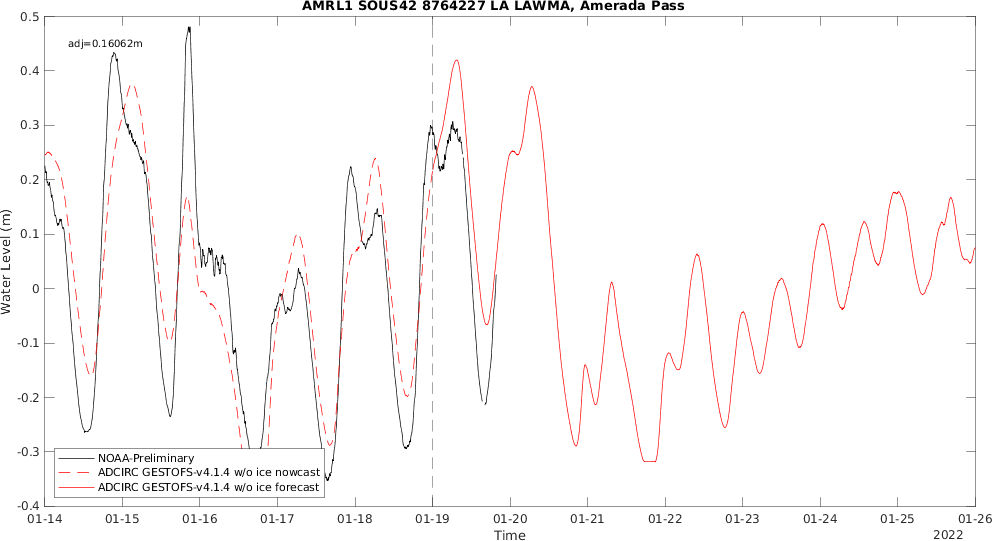 AMRL1 SOUS42 8764227 LA LAWMA, Amerada Pass
0.5
adj=0.16062m
0.4
0.3
0.2
0.1
0
-0.1
-0.2
-0.3
-0.4
Water Level (m)
NOAA-Preliminary
ADCIRC GESTOFS-v4.1.4 w/o ice nowcast
ADCIRC GESTOFS-v4.1.4 w/o ice forecast
01-14 01-15 01-16 01-17 01-18 01-19 01-20 01-21 01-22 01-23 01-24 01-25 01-26
Time
2022